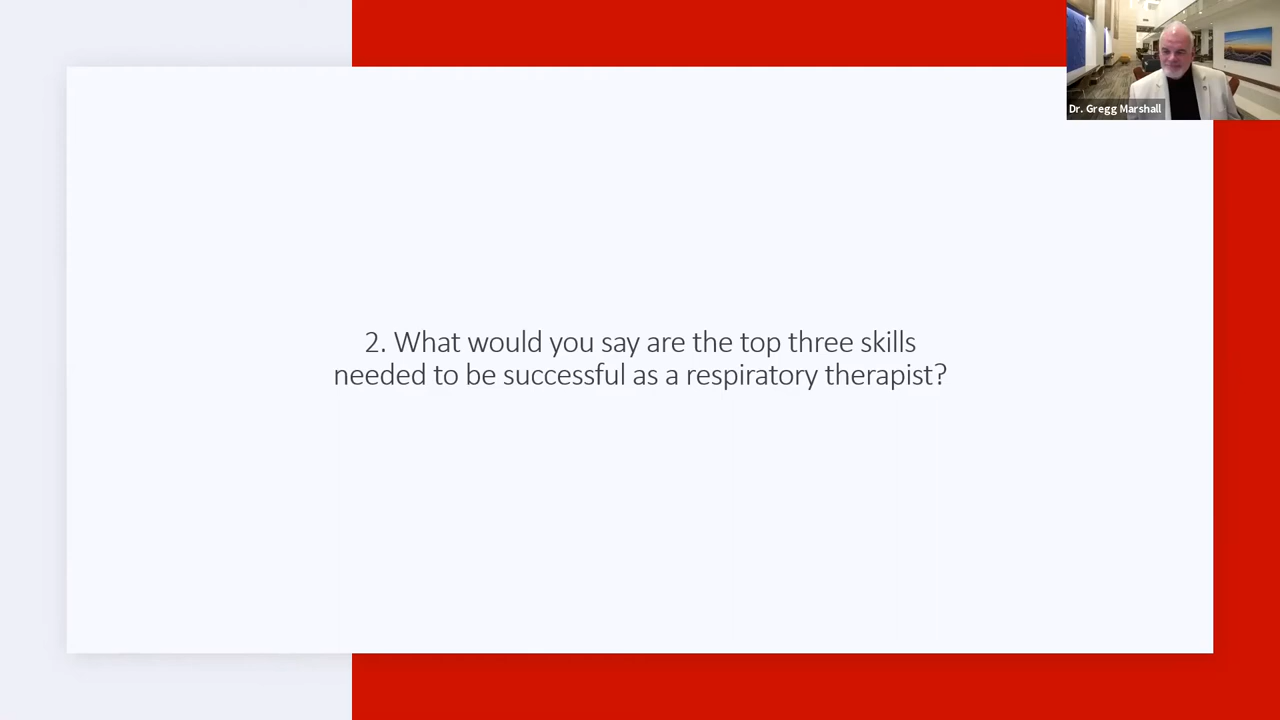 Dr. Gregg Marshall
2. What would you say are the top three skills
needed to be successful as a respiratory therapist?